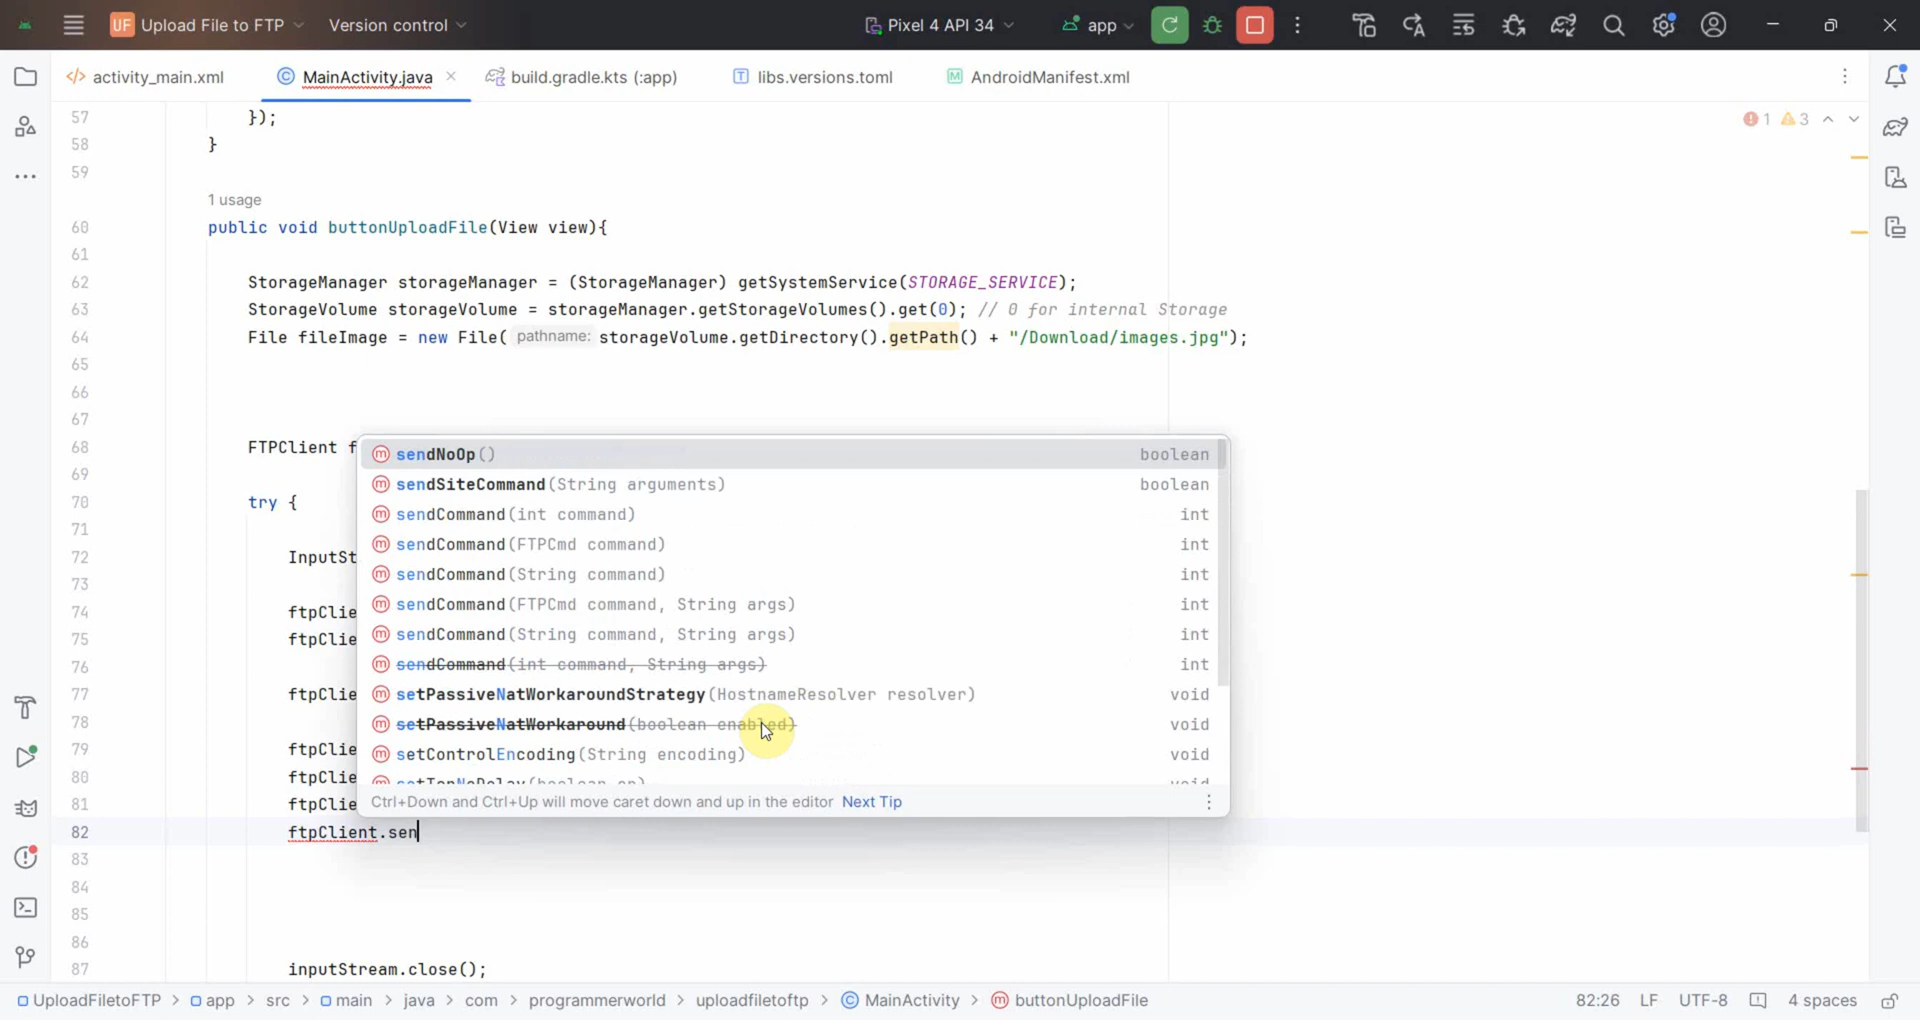 UF Upload File to FTP Version control Pixel 4 API 34 app
activity_main.xml MainActivity.java build.gradle.kts (:app) libs.versions.toml AndroidManifest.xml
57 });
1 3
58 }
59
1 usage
60 public void buttonUploadFile(View view){
61
62 StorageManager storageManager = (StorageManager) getSystemService(STORAGE_SERVICE);
63 StorageVolume storageVolume = storageManager.getStorageVolumes().get(0); // 0 for internal Storage
64 File fileImage = new File( pathname: storageVolume.getDirectory().getPath() + "/Download/images.jpg");
65
66
67
68 FTPClient f
sendNoOp() boolean
69
sendSiteCommand(String arguments) boolean
70 try {
sendCommand(int command) int
71
sendCommand(FTPCmd command) int
72 InputSt
sendCommand(String command) int
73
sendCommand(FTPCmd command, String args) int
74 ftpClie
sendCommand(String command, String args) int
75 ftpClie
76
sendCommand(int command, String args) int
77 ftpClie
setPassiveNatWorkaroundStrategy(HostnameResolver resolver) void
78
setPassiveNatWorkaround(boolean enabled) void
79 ftpClie
setControlEncoding(String encoding) void
80 ftpClie
setTcpNoDelay(boolean on) void
81 ftpClie
Ctrl+Down and Ctrl+Up will move caret down and up in the editor Next Tip
82 ftpClient.sen
83
84
85
86
87 inputStream.close();
UploadFiletoFTP > app > src > main > java > com > programmerworld > uploadfiletoftp > MainActivity > buttonUploadFile 82:26 LF UTF-8 4 spaces